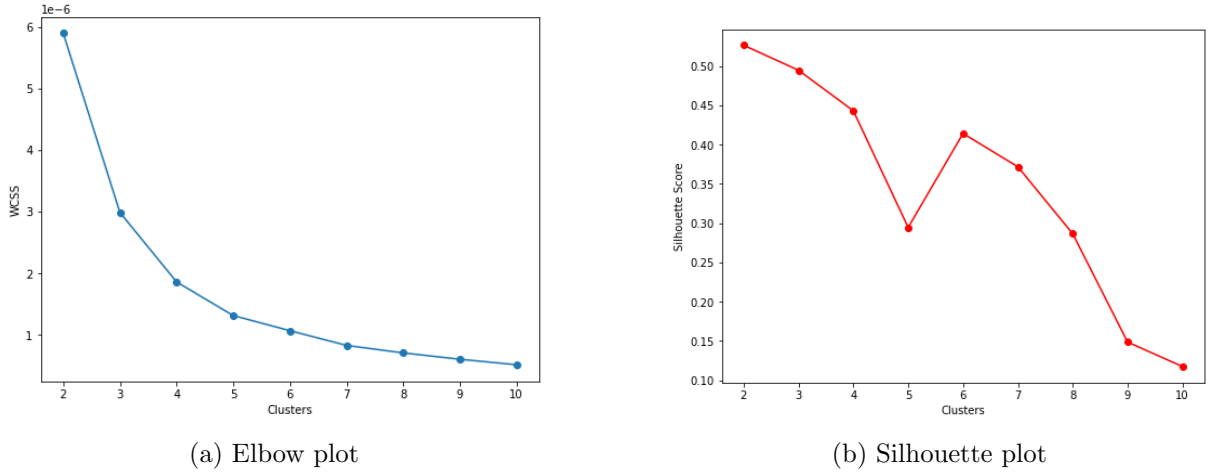 1e−6
6
5
4
3
2
1
WCSS
2 3 4 5 6 7 8 9 10
Clusters
(a) Elbow plot
0.50
0.45
0.40
0.35
0.30
0.25
0.20
0.15
0.10
Silhouette Score
2 3 4 5 6 7 8 9 10
Clusters
(b) Silhouette plot